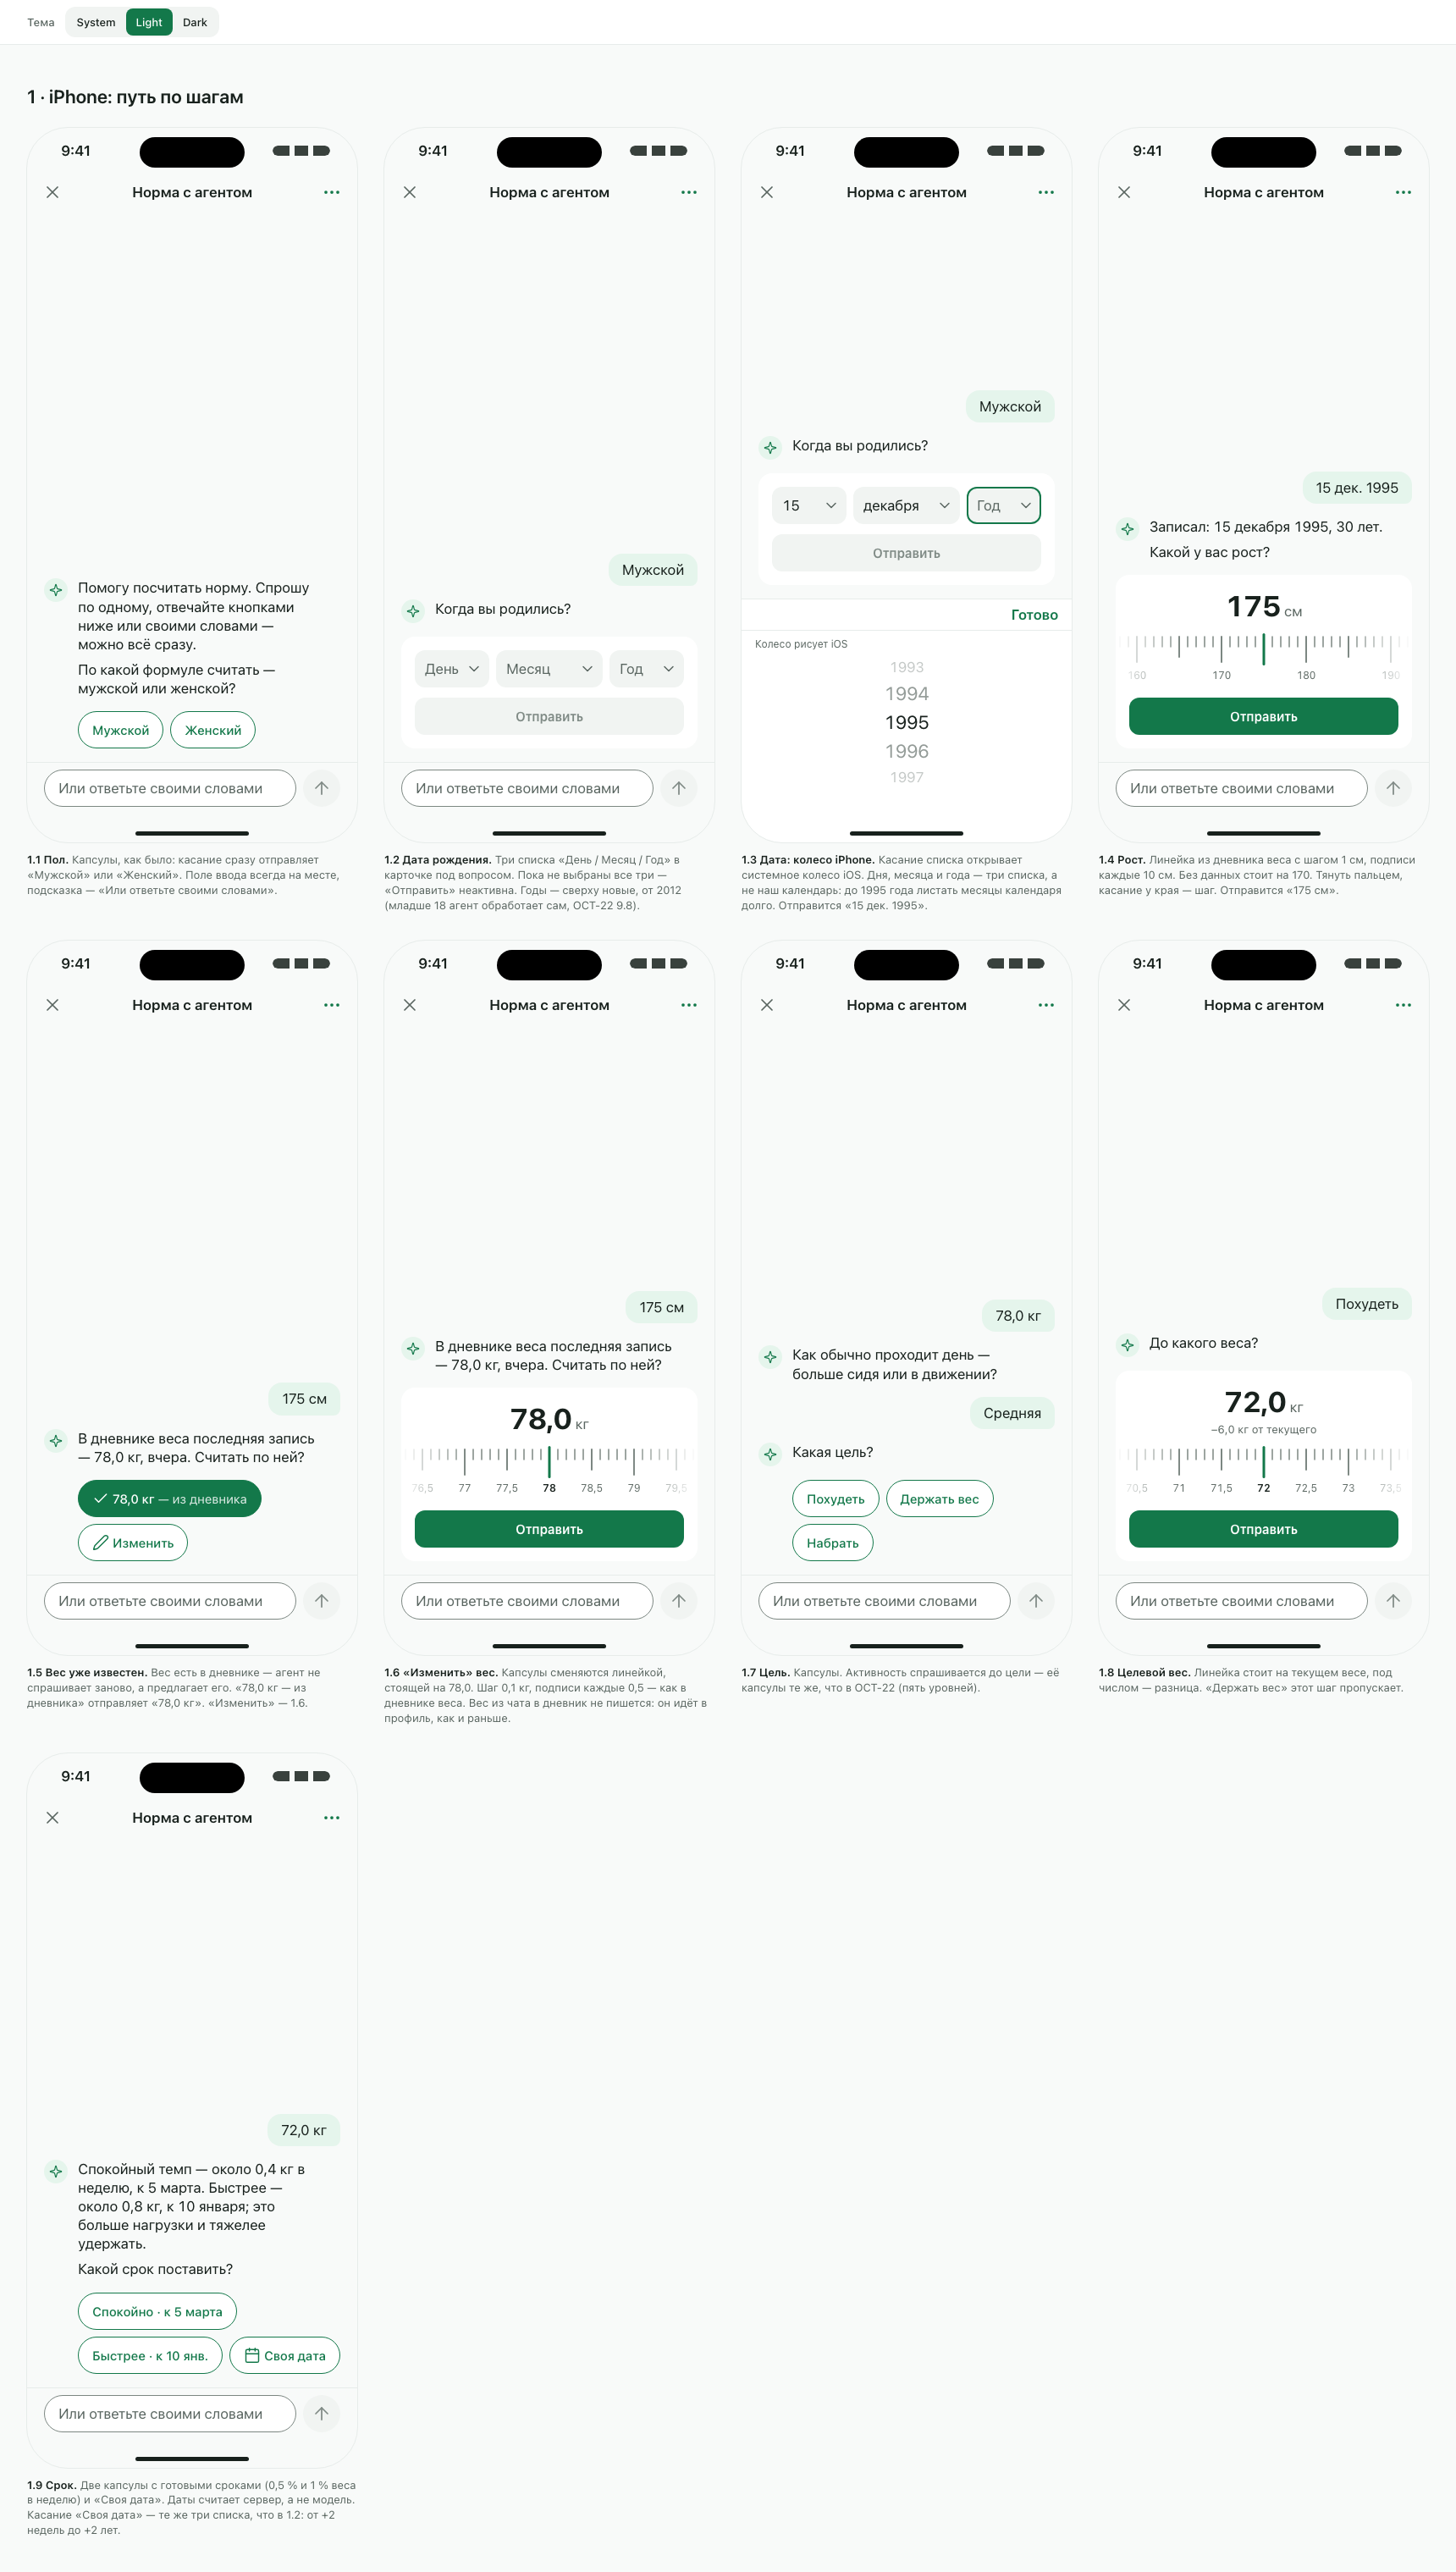 Тема System Light Dark
1 · iPhone: путь по шагам
9:41
Норма с агентом
Помогу посчитать норму. Спрошу
по одному, отвечайте кнопками
ниже или своими словами —
можно всё сразу.
По какой формуле считать —
мужской или женской?
Мужской Женский
Или ответьте своими словами
1.1 Пол. Капсулы, как было: касание сразу отправляет
«Мужской» или «Женский». Поле ввода всегда на месте,
подсказка — «Или ответьте своими словами».
9:41
Норма с агентом
Мужской
Когда вы родились?
День Месяц Год
Отправить
Или ответьте своими словами
1.2 Дата рождения. Три списка «День / Месяц / Год» в
карточке под вопросом. Пока не выбраны все три —
«Отправить» неактивна. Годы — сверху новые, от 2012
(младше 18 агент обработает сам, ОСТ-22 9.8).
9:41
Норма с агентом
Мужской
Когда вы родились?
15 декабря Год
Отправить
Готово
Колесо рисует iOS
1993
1994
1995
1996
1997
1.3 Дата: колесо iPhone. Касание списка открывает
системное колесо iOS. Дня, месяца и года — три списка, а
не наш календарь: до 1995 года листать месяцы календаря
долго. Отправится «15 дек. 1995».
9:41
Норма с агентом
15 дек. 1995
Записал: 15 декабря 1995, 30 лет.
Какой у вас рост?
175 см
160 170 180 190
Отправить
Или ответьте своими словами
1.4 Рост. Линейка из дневника веса с шагом 1 см, подписи
каждые 10 см. Без данных стоит на 170. Тянуть пальцем,
касание у края — шаг. Отправится «175 см».
9:41
Норма с агентом
175 см
В дневнике веса последняя запись
— 78,0 кг, вчера. Считать по ней?
78,0 кг — из дневника
Изменить
Или ответьте своими словами
1.5 Вес уже известен. Вес есть в дневнике — агент не
спрашивает заново, а предлагает его. «78,0 кг — из
дневника» отправляет «78,0 кг». «Изменить» — 1.6.
9:41
Норма с агентом
175 см
В дневнике веса последняя запись
— 78,0 кг, вчера. Считать по ней?
78,0 кг
76,5 77 77,5 78 78,5 79 79,5
Отправить
Или ответьте своими словами
1.6 «Изменить» вес. Капсулы сменяются линейкой,
стоящей на 78,0. Шаг 0,1 кг, подписи каждые 0,5 — как в
дневнике веса. Вес из чата в дневник не пишется: он идёт в
профиль, как и раньше.
9:41
Норма с агентом
78,0 кг
Как обычно проходит день —
больше сидя или в движении?
Средняя
Какая цель?
Похудеть Держать вес
Набрать
Или ответьте своими словами
1.7 Цель. Капсулы. Активность спрашивается до цели — её
капсулы те же, что в ОСТ-22 (пять уровней).
9:41
Норма с агентом
Похудеть
До какого веса?
72,0 кг
−6,0 кг от текущего
70,5 71 71,5 72 72,5 73 73,5
Отправить
Или ответьте своими словами
1.8 Целевой вес. Линейка стоит на текущем весе, под
числом — разница. «Держать вес» этот шаг пропускает.
9:41
Норма с агентом
72,0 кг
Спокойный темп — около 0,4 кг в
неделю, к 5 марта. Быстрее —
около 0,8 кг, к 10 января; это
больше нагрузки и тяжелее
удержать.
Какой срок поставить?
Спокойно · к 5 марта
Быстрее · к 10 янв. Своя дата
Или ответьте своими словами
1.9 Срок. Две капсулы с готовыми сроками (0,5 % и 1 % веса
в неделю) и «Своя дата». Даты считает сервер, а не модель.
Касание «Своя дата» — те же три списка, что в 1.2: от +2
недель до +2 лет.